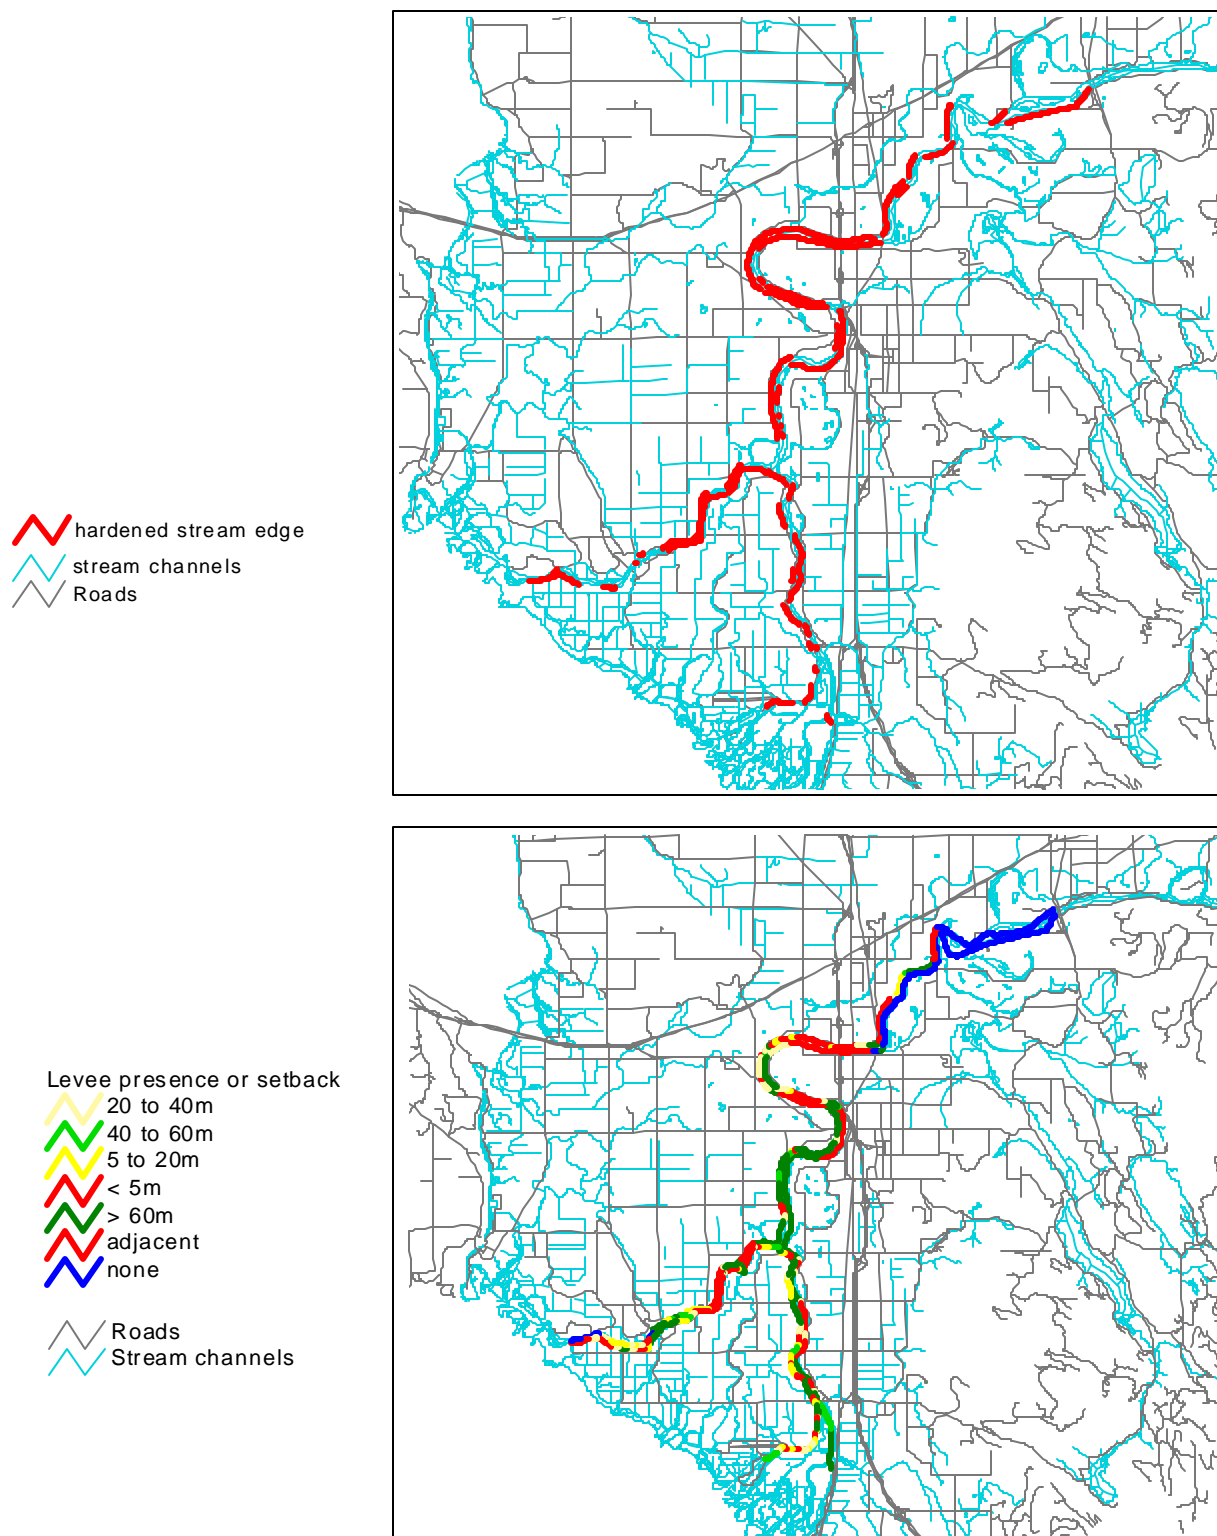 hardened stream edge
stream channels
Roads
Levee presence or setback
20 to 40m
40 to 60m
5 to 20m
< 5m
> 60m
adjacent
none
Roads
Stream channels